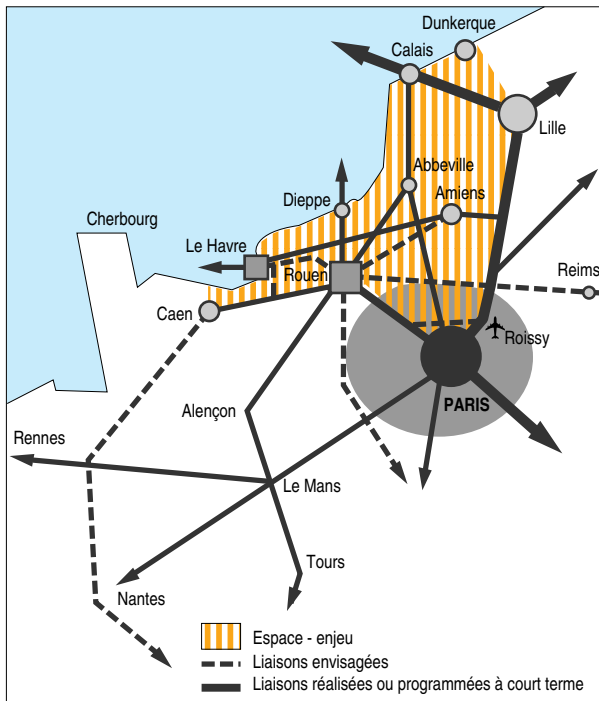 Dunkerque
Calais
Lille
Abbeville
Amiens
Dieppe
Cherbourg
Le Havre
Rouen
Reims
Caen
Roissy
PARIS
Alençon
Rennes
Le Mans
Tours
Nantes
Espace - enjeu
Liaisons envisagées
Liaisons réalisées ou programmées à court terme